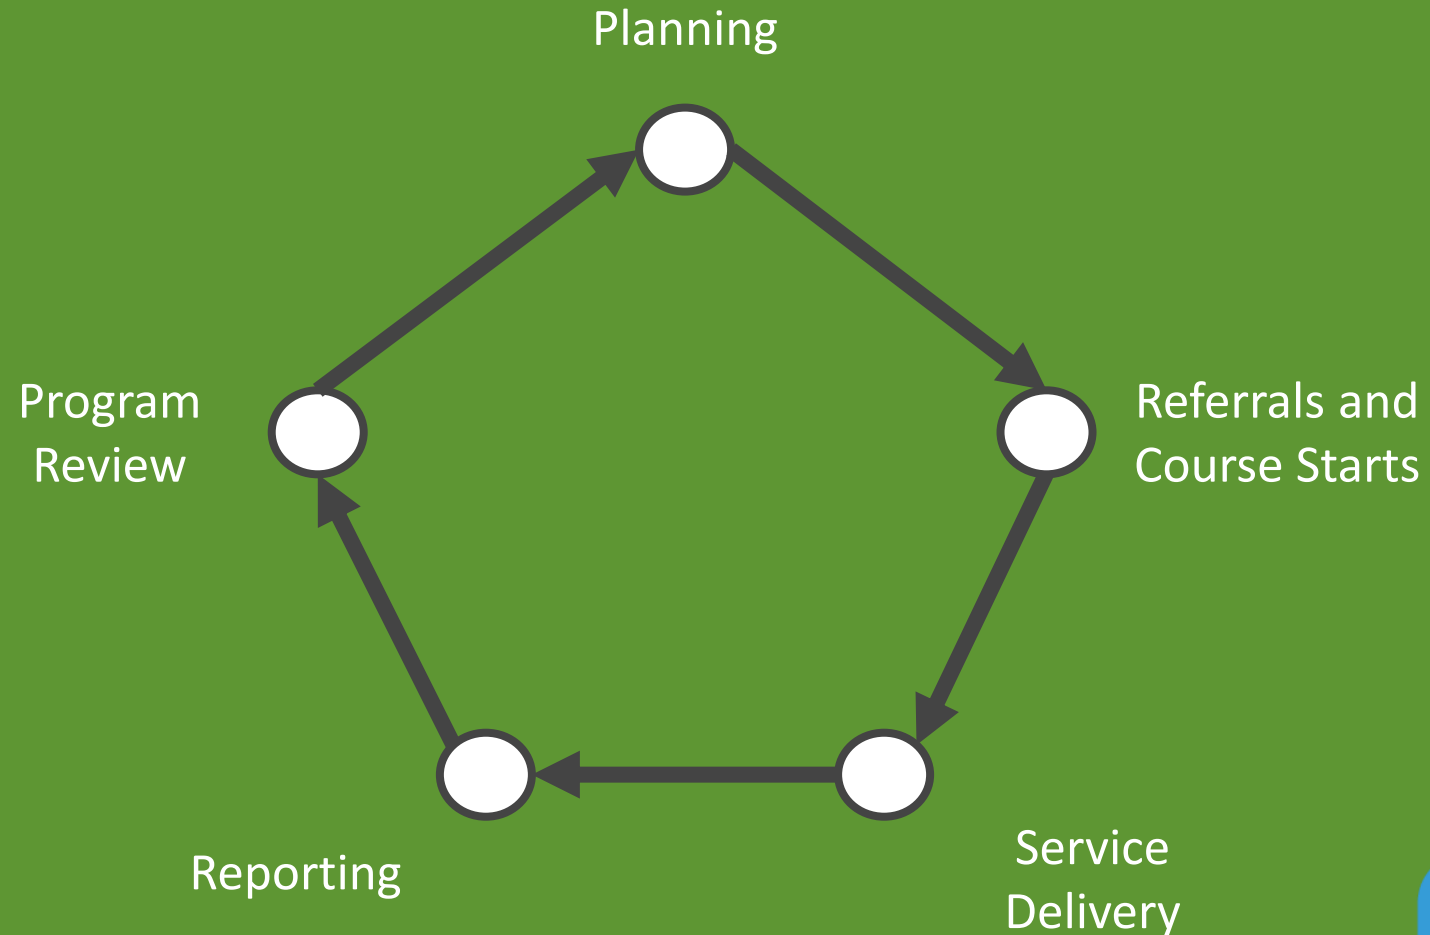 Planning
Program
Review
Referrals and
Course Starts
Reporting
Service
Delivery